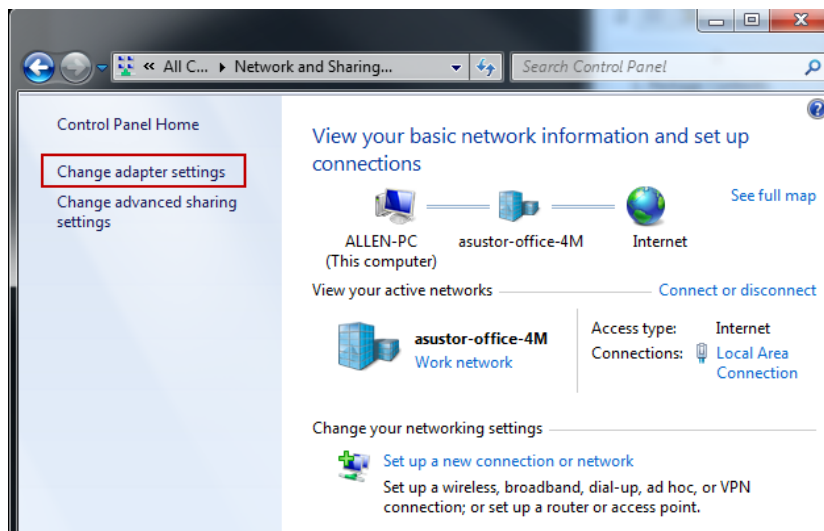 « All C... ▸ Network and Sharing...
Search Control Panel
Control Panel Home
Change adapter settings
Change advanced sharing
settings
View your basic network information and set up
connections
See full map
ALLEN-PC
(This computer)
asustor-office-4M
Internet
View your active networks
Connect or disconnect
asustor-office-4M
Work network
Access type: Internet
Connections: Local Area
Connection
Change your networking settings
Set up a new connection or network
Set up a wireless, broadband, dial-up, ad hoc, or VPN
connection; or set up a router or access point.